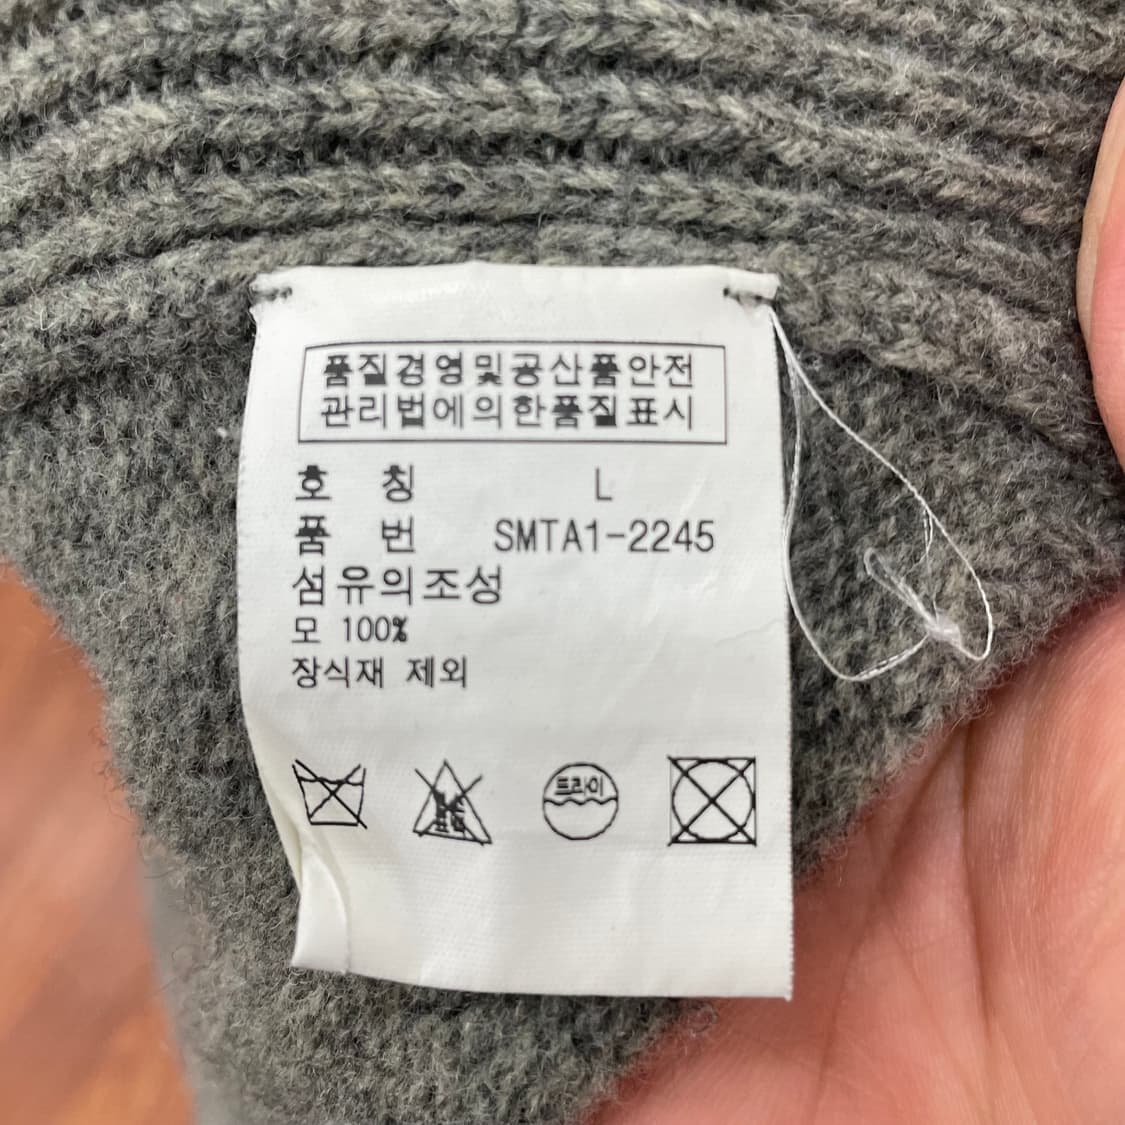 품질경영및공산품안전
관리법에의한품질표시
호 칭 L
품 번 SMTA1-2245
섬유의조성
모 100%
장식재 제외
드라이